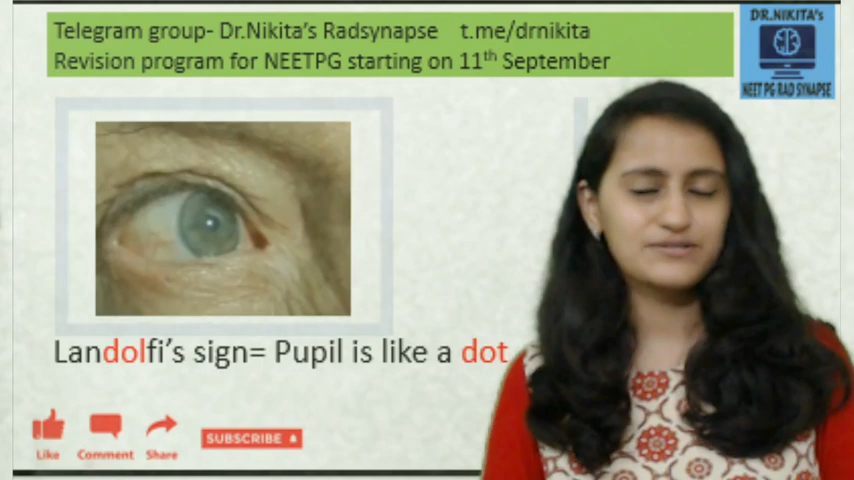 Telegram group- Dr.Nikita's Radsynapse t.me/drnikita
Revision program for NEETPG starting on 11th September
DR.NIKITA's
NEET PG RAD SYNAPSE
Landolfi's sign= Pupil is like a dot
Like
Comment
Share
SUBSCRIBE